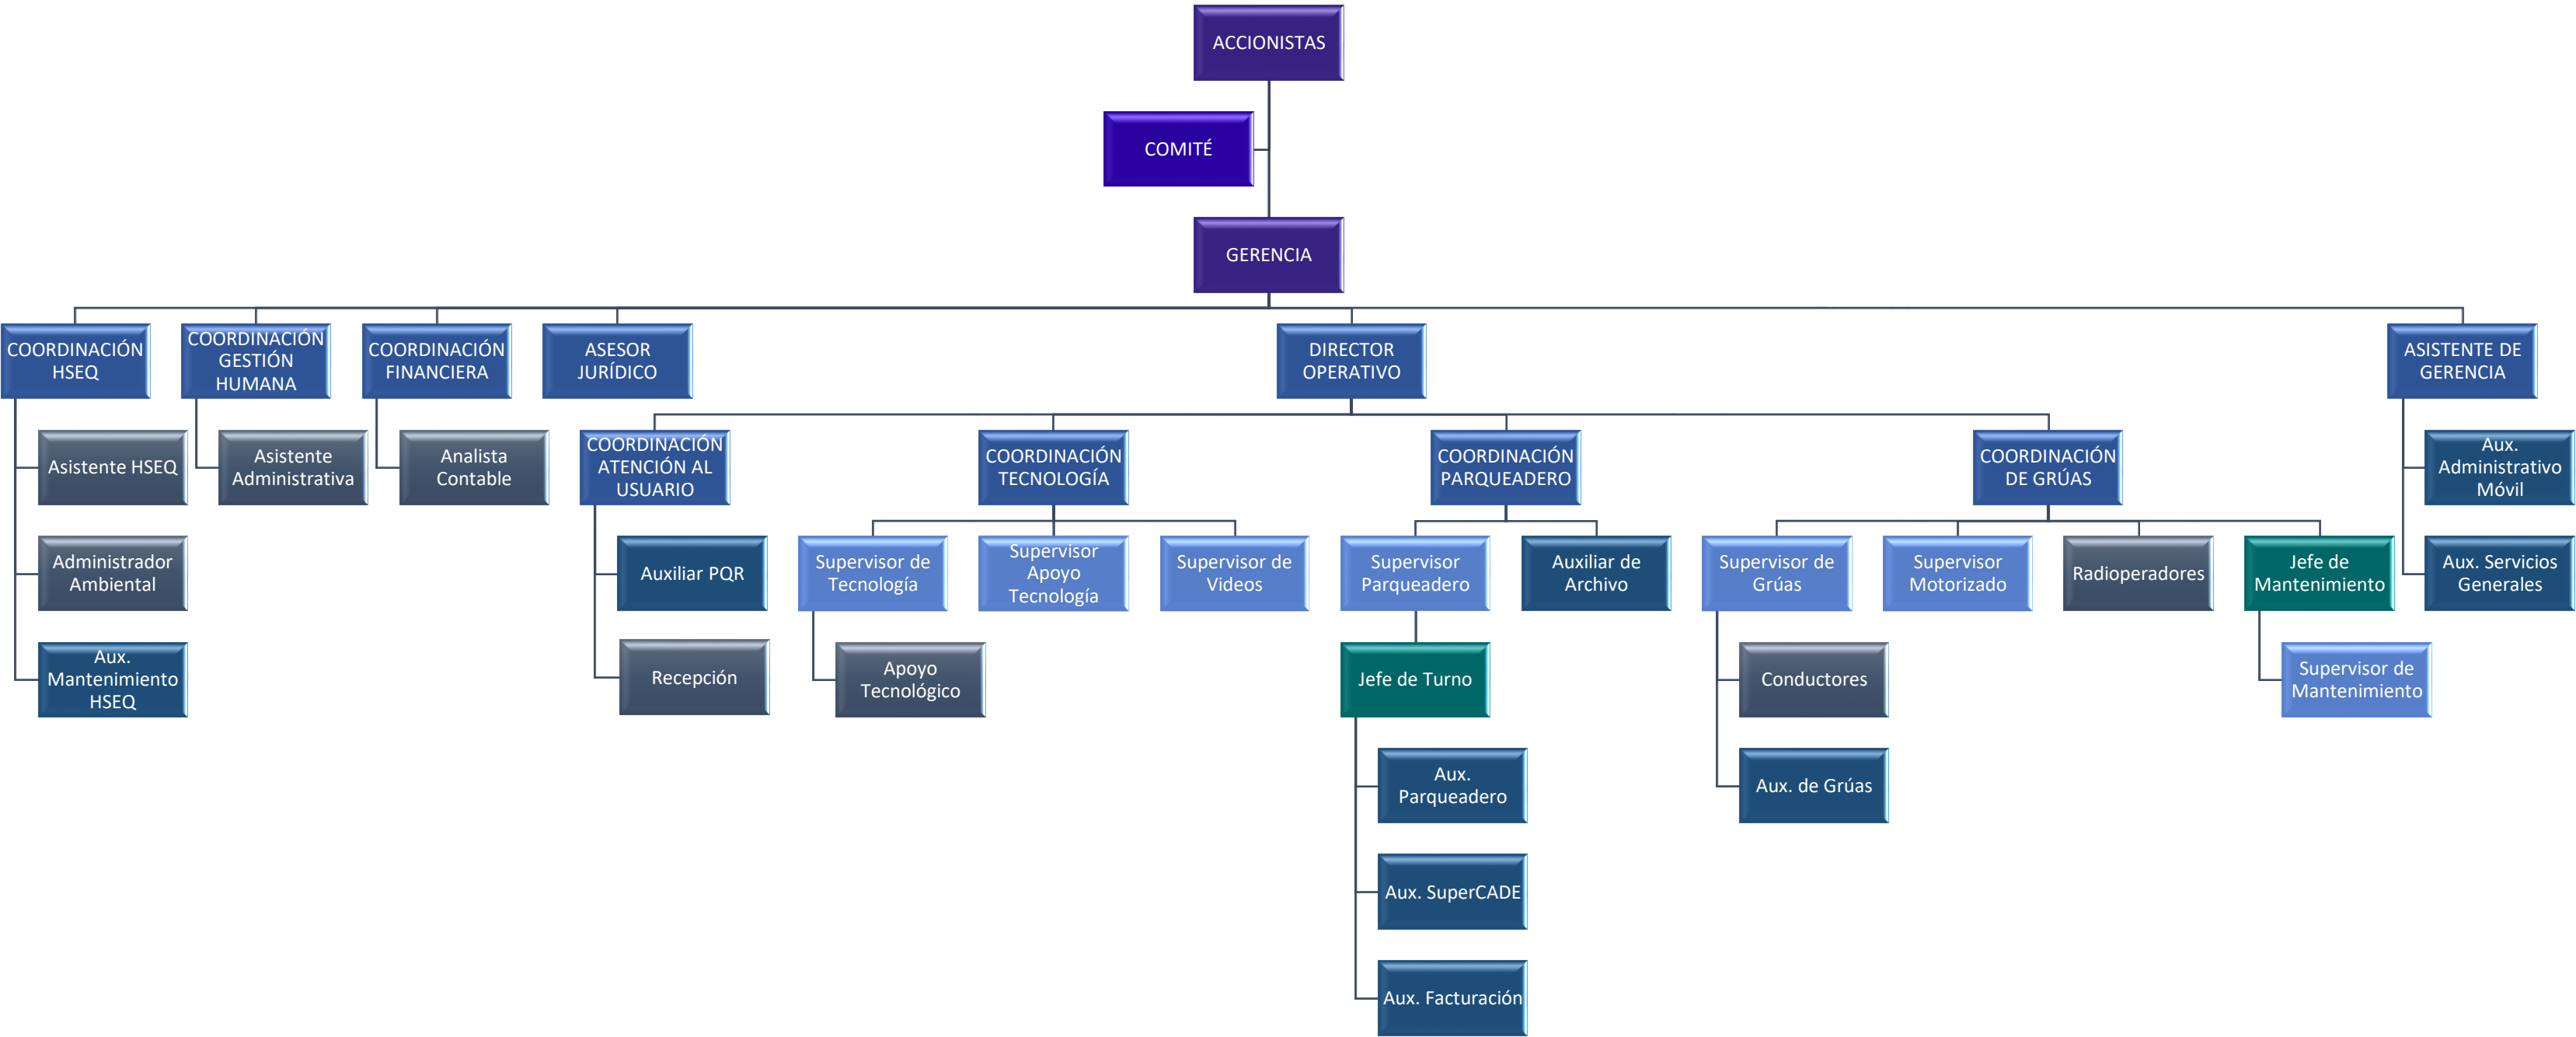 ACCIONISTAS
COMITÉ
GERENCIA
COORDINACIÓN
HSEQ
COORDINACIÓN
GESTIÓN
HUMANA
COORDINACIÓN
FINANCIERA
ASESOR
JURÍDICO
DIRECTOR
OPERATIVO
ASISTENTE DE
GERENCIA
Asistente HSEQ
Asistente
Administrativa
Analista
Contable
COORDINACIÓN
ATENCIÓN AL
USUARIO
COORDINACIÓN
TECNOLOGÍA
COORDINACIÓN
PARQUEADERO
COORDINACIÓN
DE GRÚAS
Aux.
Administrativo
Móvil
Administrador
Ambiental
Auxiliar PQR
Supervisor de
Tecnología
Supervisor
Apoyo
Tecnología
Supervisor de
Videos
Supervisor
Parqueadero
Auxiliar de
Archivo
Supervisor de
Grúas
Supervisor
Motorizado
Radioperadores
Jefe de
Mantenimiento
Aux. Servicios
Generales
Aux.
Mantenimiento
HSEQ
Recepción
Apoyo
Tecnológico
Jefe de Turno
Conductores
Supervisor de
Mantenimiento
Aux.
Parqueadero
Aux. de Grúas
Aux. SuperCADE
Aux. Facturación